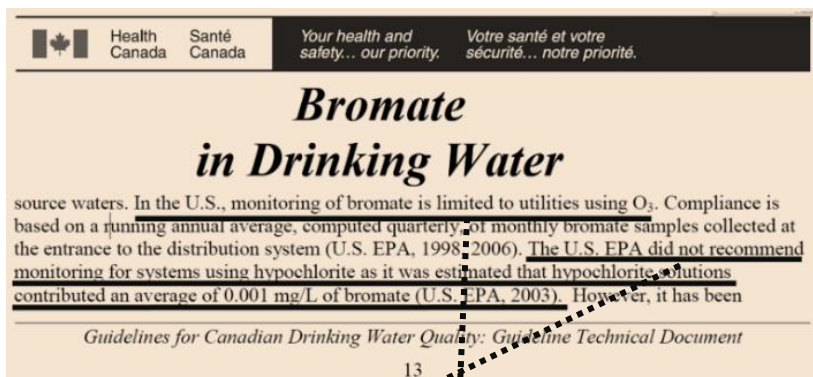 Health Canada
Santé Canada
Your health and safety... our priority.
Votre santé et votre sécurité... notre priorité.
Bromate
in Drinking Water
source waters. In the U.S., monitoring of bromate is limited to utilities using O₃. Compliance is
based on a running annual average, computed quarterly, of monthly bromate samples collected at
the entrance to the distribution system (U.S. EPA, 1998, 2006). The U.S. EPA did not recommend
monitoring for systems using hypochlorite as it was estimated that hypochlorite solutions
contributed an average of 0.001 mg/L of bromate (U.S. EPA, 2003). However, it has been
Guidelines for Canadian Drinking Water Quality: Guideline Technical Document
13